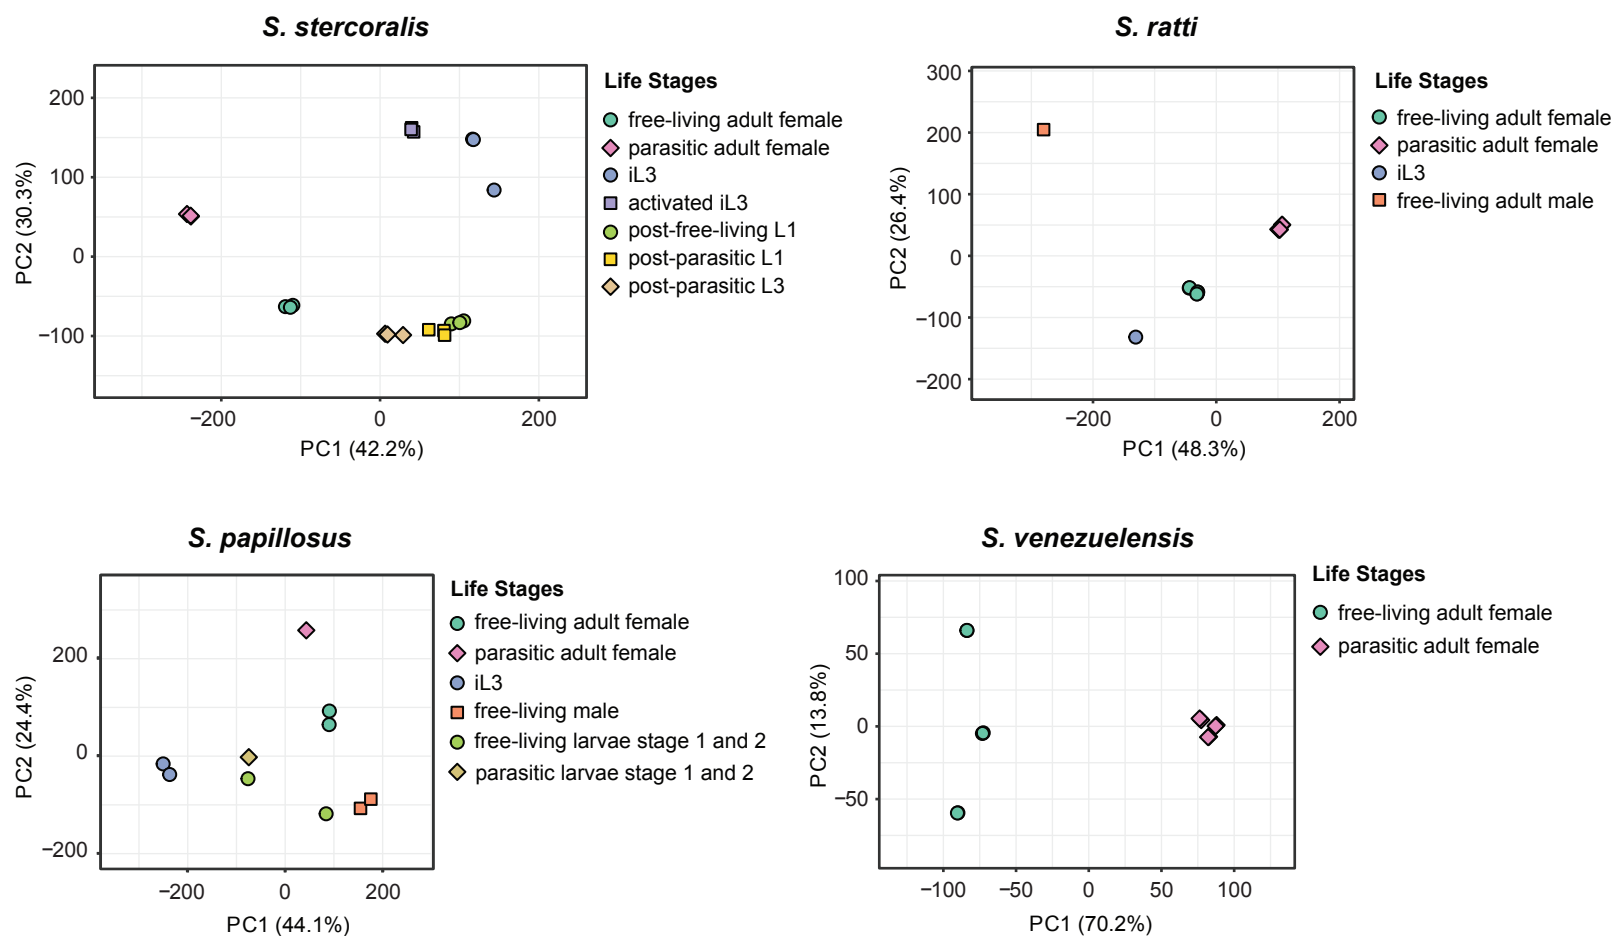 S. stercoralis
200
100
0
−100
PC2 (30.3%)
−200
0
200
PC1 (42.2%)
Life Stages
free-living adult female
parasitic adult female
iL3
activated iL3
post-free-living L1
post-parasitic L1
post-parasitic L3
S. ratti
300
200
100
0
−100
−200
PC2 (26.4%)
−200
0
200
PC1 (48.3%)
Life Stages
free-living adult female
parasitic adult female
iL3
free-living adult male
S. papillosus
200
0
−200
PC2 (24.4%)
−200
0
200
PC1 (44.1%)
Life Stages
free-living adult female
parasitic adult female
iL3
free-living male
free-living larvae stage 1 and 2
parasitic larvae stage 1 and 2
S. venezuelensis
100
50
0
−50
PC2 (13.8%)
−100
−50
0
50
100
PC1 (70.2%)
Life Stages
free-living adult female
parasitic adult female